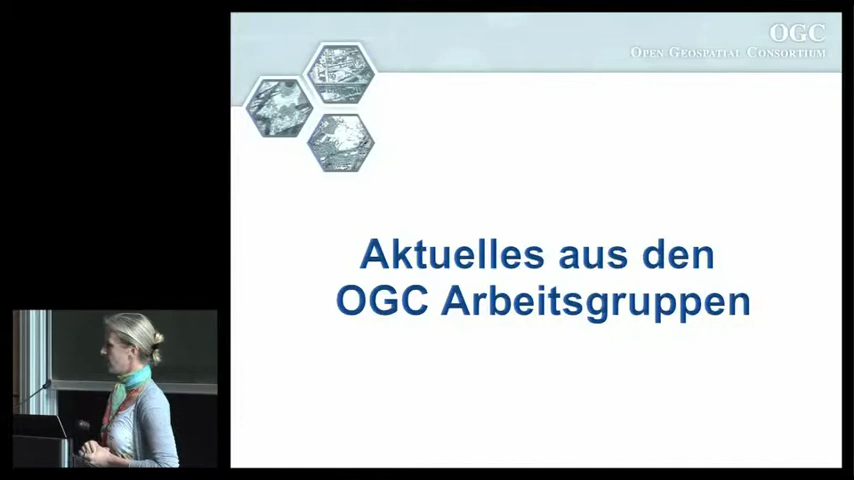 OGC
OPEN GEOSPATIAL CONSORTIUM
Aktuelles aus den
OGC Arbeitsgruppen